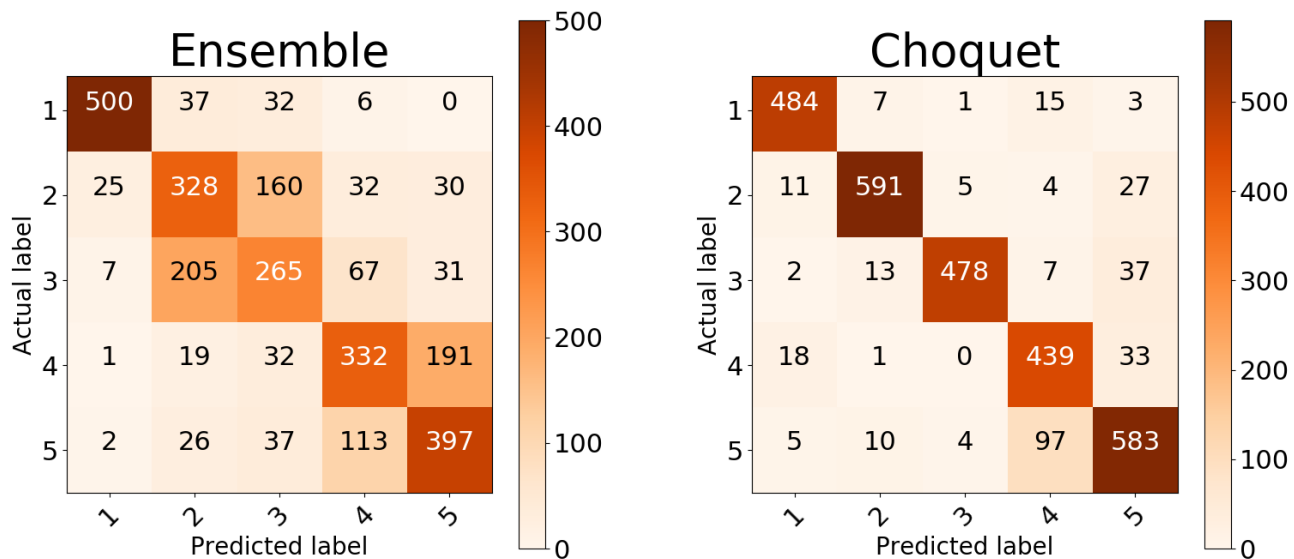 Ensemble
500 37 32 6 0
25 328 160 32 30
7 205 265 67 31
1 19 32 332 191
2 26 37 113 397
1
2
3
4
5
Actual label
1 2 3 4 5
Predicted label
500
400
300
200
100
0
Choquet
484 7 1 15 3
11 591 5 4 27
2 13 478 7 37
18 1 0 439 33
5 10 4 97 583
1
2
3
4
5
Actual label
1 2 3 4 5
Predicted label
500
400
300
200
100
0